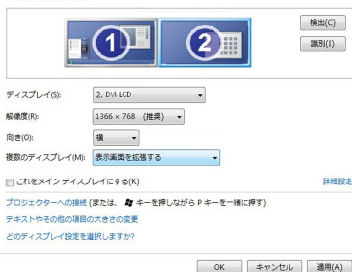 1
2
検出(C)
識別(I)
ディスプレイ(S):
2. DVI LCD
解像度(R):
1366 × 768 (推奨)
向き(O):
横
複数のディスプレイ(M):
表示画面を拡張する
これをメイン ディスプレイにする(K)
詳細設定
プロジェクターへの接続 (または、 キーを押しながら P キーを一緒に押す)
テキストやその他の項目の大きさの変更
どのディスプレイ設定を選択しますか?
OK
キャンセル
適用(A)